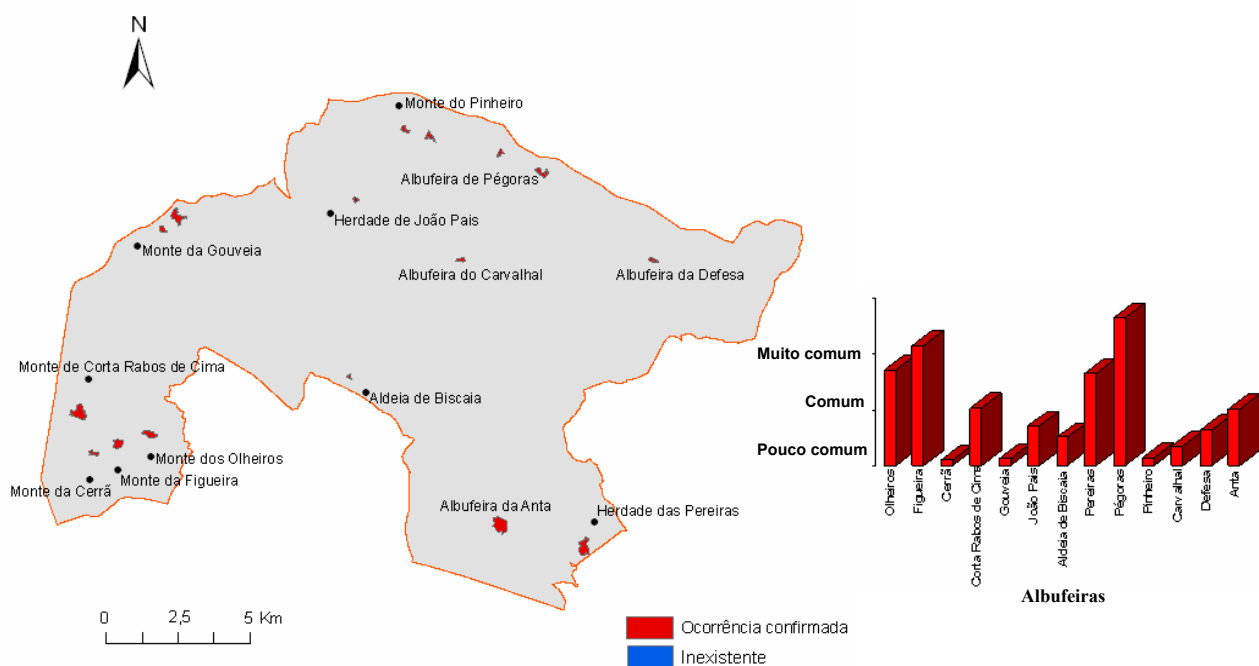 N
Monte do Pinheiro
Albufeira de Pégoras
Herdade de João Pais
Monte da Gouveia
Albufeira do Carvalhal
Albufeira da Defesa
Monte de Corta Rabos de Cima
Aldeia de Biscaia
Monte dos Olheiros
Monte da Figueira
Monte da Cerrã
Albufeira da Anta
Herdade das Pereiras
0 2,5 5 Km
Ocorrência confirmada
Inexistente
Muito comum
Comum
Pouco comum
Olheiros
Figueira
Cerrã
Corta Rabos de Cima
Gouveia
João Pais
Aldeia de Biscaia
Pereiras
Pégoras
Pinheiro
Carvalhal
Defesa
Anta
Albufeiras